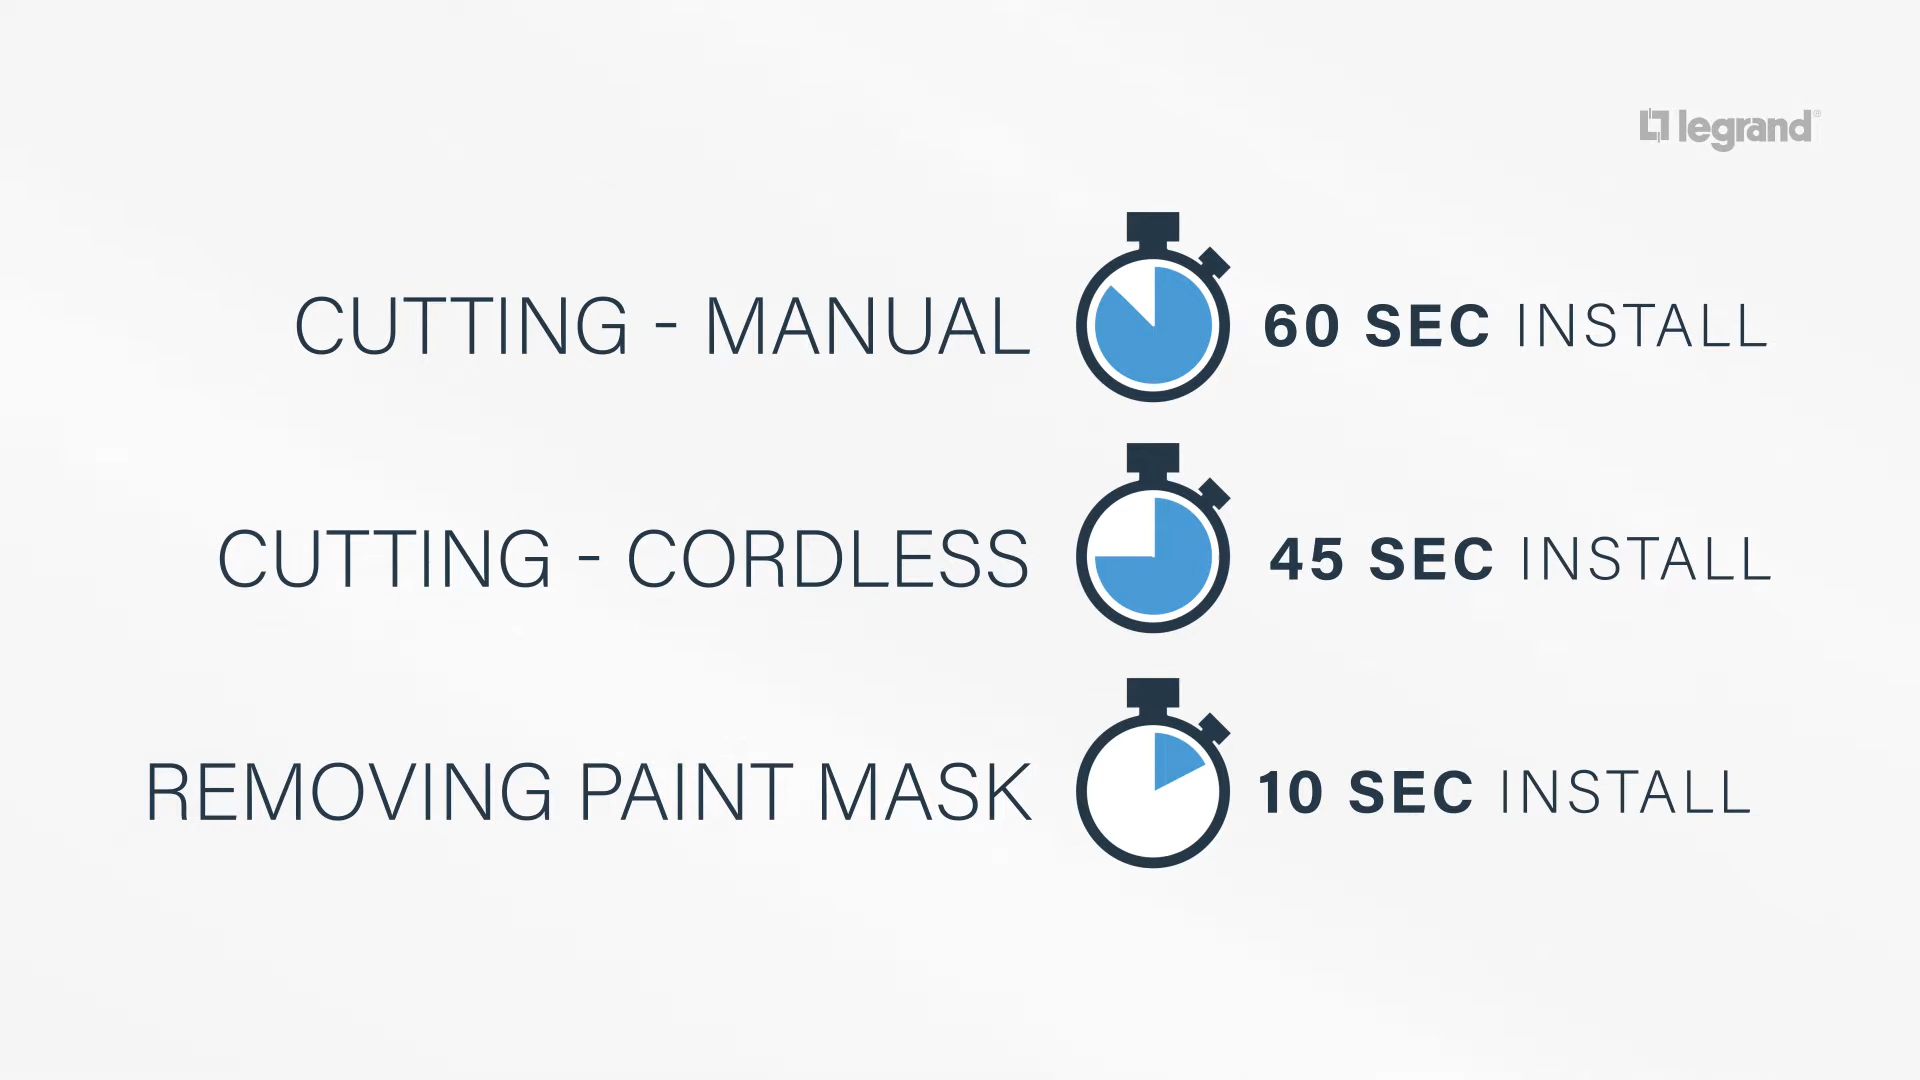 legrand®
CUTTING - MANUAL 60 SEC INSTALL
CUTTING - CORDLESS 45 SEC INSTALL
REMOVING PAINT MASK 10 SEC INSTALL